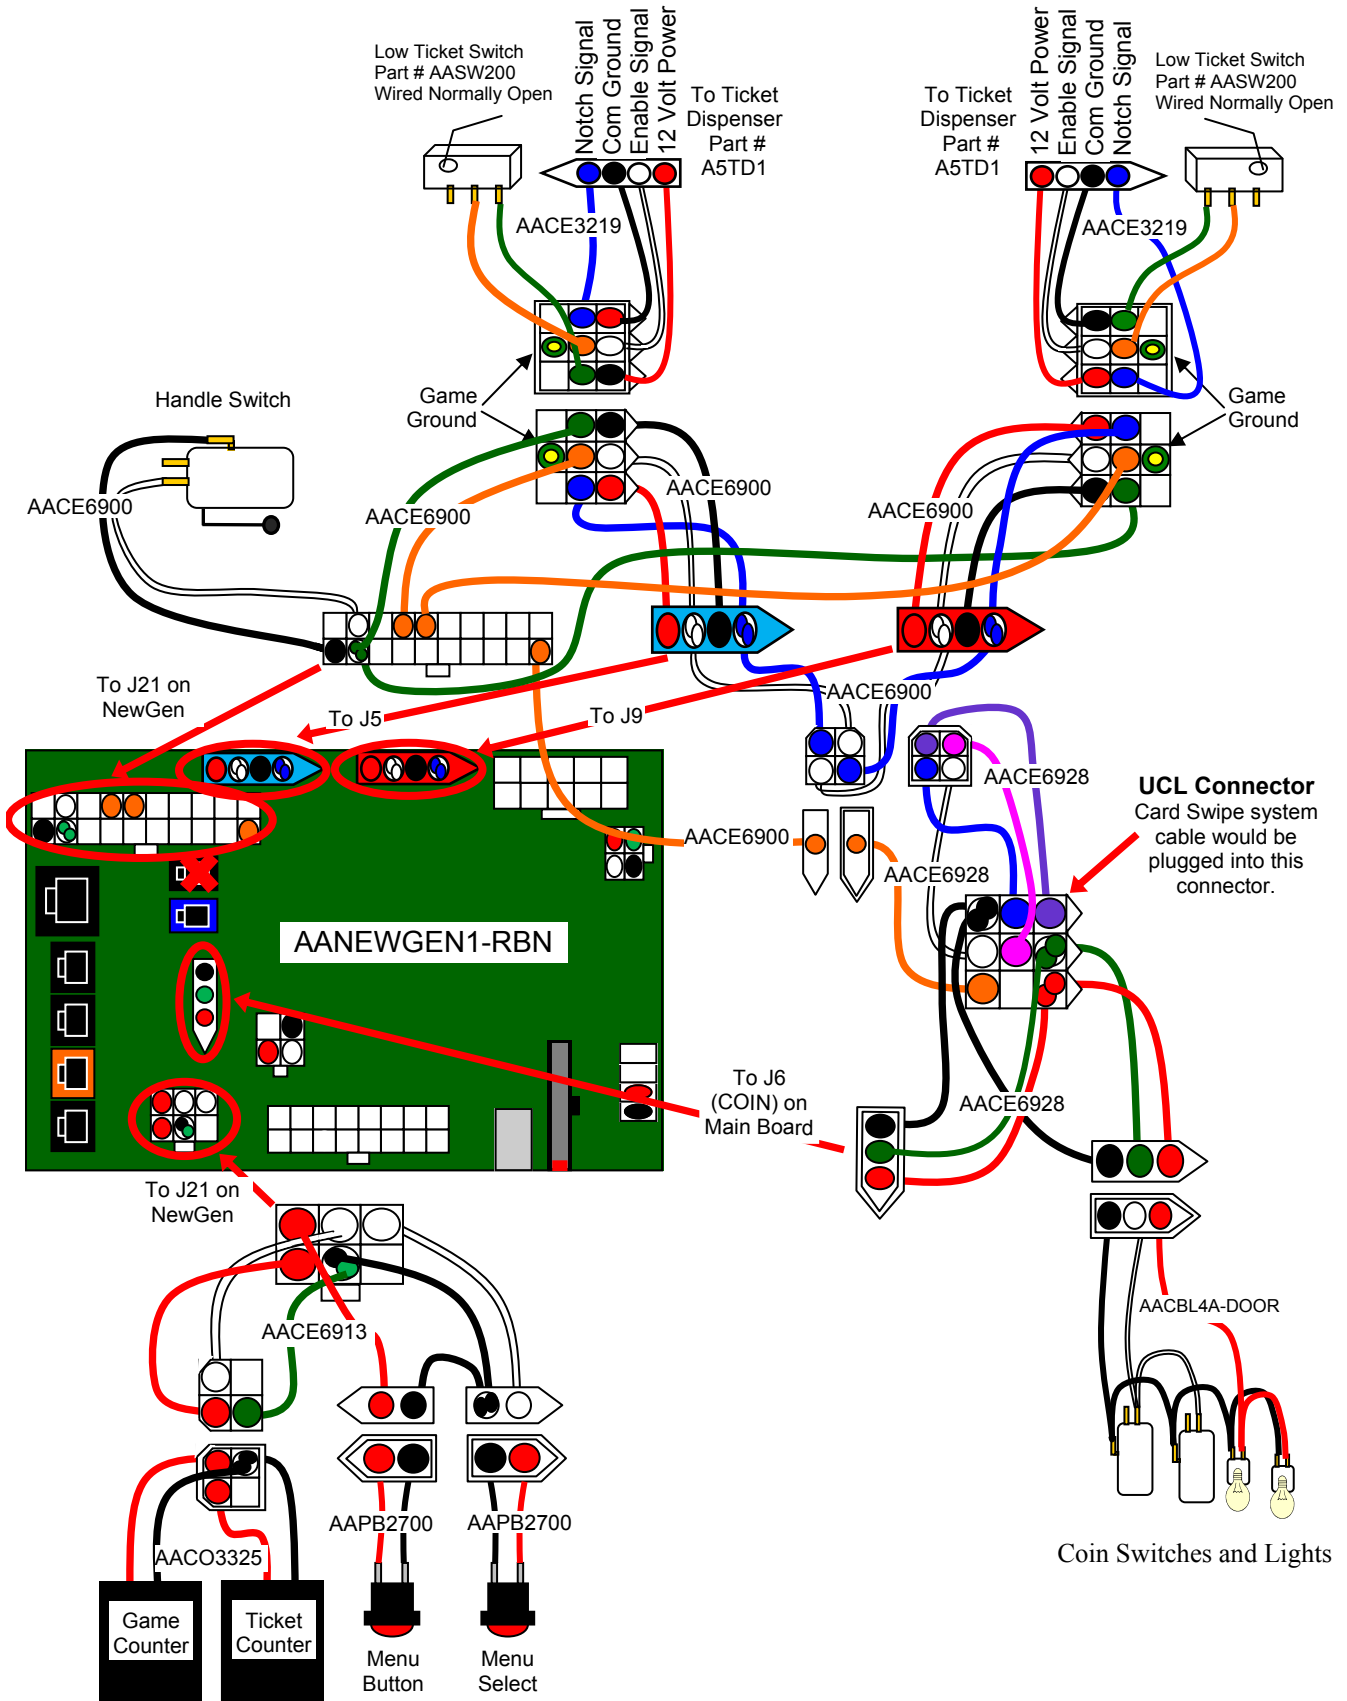 Low Ticket Switch
Part # AASW200
Wired Normally Open
Notch Signal
Com Ground
Enable Signal
12 Volt Power
To Ticket
Dispenser
Part #
A5TD1
To Ticket
Dispenser
Part #
A5TD1
12 Volt Power
Enable Signal
Com Ground
Notch Signal
Low Ticket Switch
Part # AASW200
Wired Normally Open
AACE3219
AACE3219
Handle Switch
Game
Ground
Game
Ground
AACE6900
AACE6900
AACE6900
AACE6900
To J21 on
NewGen
To J5
To J9
AACE6900
AACE6928
UCL Connector
Card Swipe system
cable would be
plugged into this
connector.
AACE6900
AACE6928
AANEWGEN1-RBN
To J6
(COIN) on
Main Board
AACE6928
To J21 on
NewGen
AACE6913
AACBL4A-DOOR
AAPB2700
AAPB2700
AACO3325
Coin Switches and Lights
Game
Counter
Ticket
Counter
Menu
Button
Menu
Select